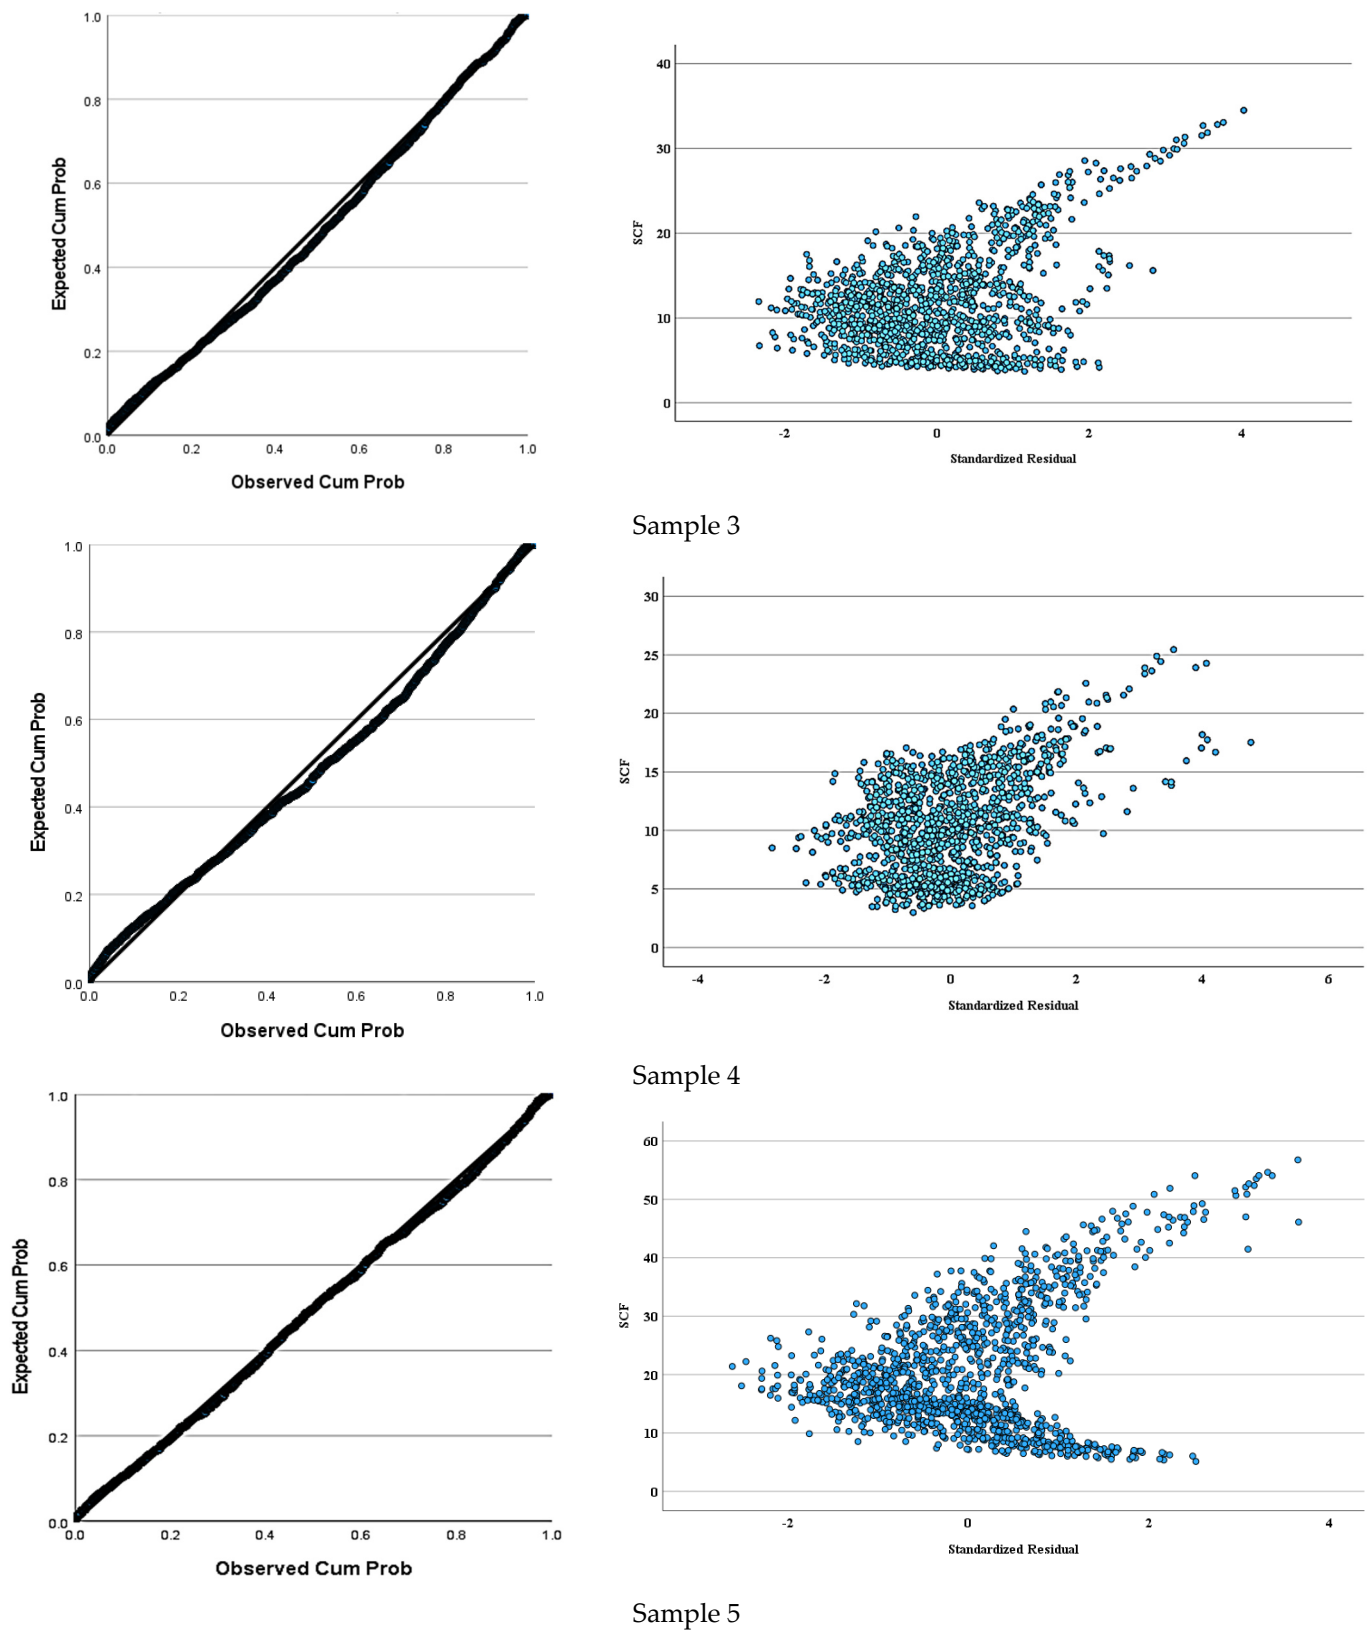 1.0
0.8
0.6
0.4
0.2
0.0
0.0 0.2 0.4 0.6 0.8 1.0
Expected Cum Prob
Observed Cum Prob
40
30
20
10
0
-2 0 2 4
SCF
Standardized Residual
Sample 3
1.0
0.8
0.6
0.4
0.2
0.0
0.0 0.2 0.4 0.6 0.8 1.0
Expected Cum Prob
Observed Cum Prob
30
25
20
15
10
5
0
-4 -2 0 2 4 6
SCF
Standardized Residual
Sample 4
1.0
0.8
0.6
0.4
0.2
0.0
0.0 0.2 0.4 0.6 0.8 1.0
Expected Cum Prob
Observed Cum Prob
60
50
40
30
20
10
0
-2 0 2 4
SCF
Standardized Residual
Sample 5